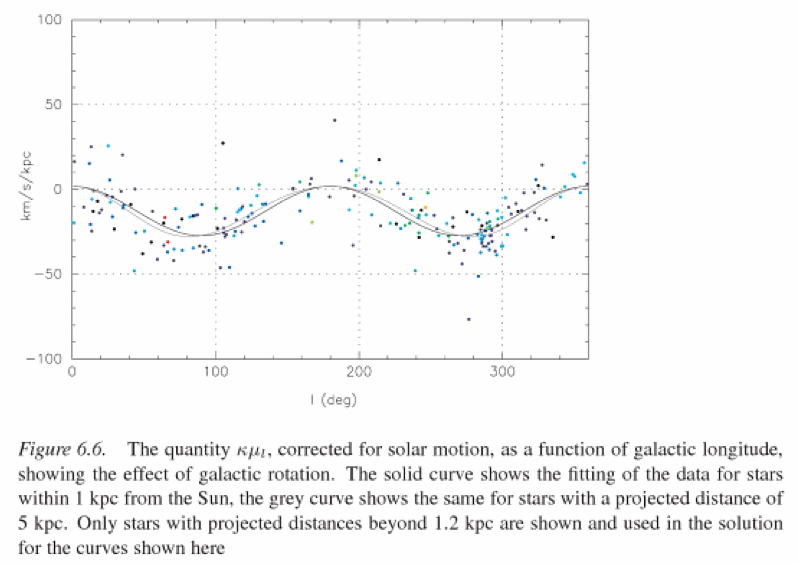 100
50
0
−50
−100
km/s/kpc
0
100
200
300
l (deg)
Figure 6.6. The quantity κμl, corrected for solar motion, as a function of galactic longitude,
showing the effect of galactic rotation. The solid curve shows the fitting of the data for stars
within 1 kpc from the Sun, the grey curve shows the same for stars with a projected distance of
5 kpc. Only stars with projected distances beyond 1.2 kpc are shown and used in the solution
for the curves shown here